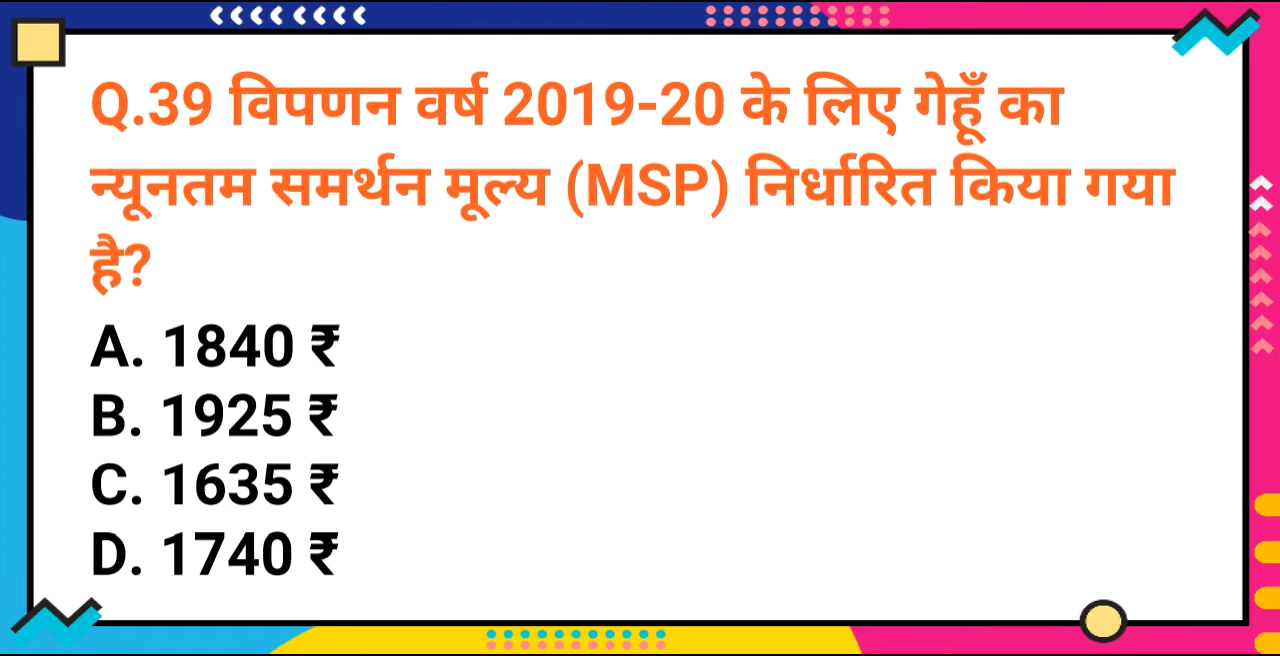 Q.39 विपणन वर्ष 2019-20 के लिए गेहूँ का
न्यूनतम समर्थन मूल्य (MSP) निर्धारित किया गया
है?
A. 1840 ₹
B. 1925 ₹
C. 1635 ₹
D. 1740 ₹